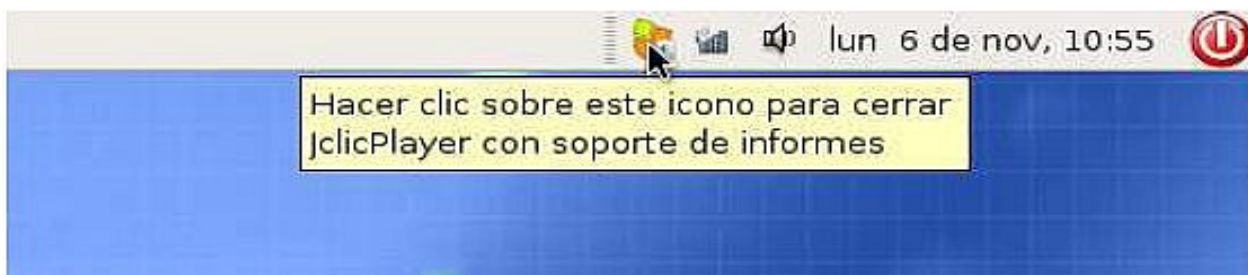 lun 6 de nov, 10:55
Hacer clic sobre este icono para cerrar
JclicPlayer con soporte de informes